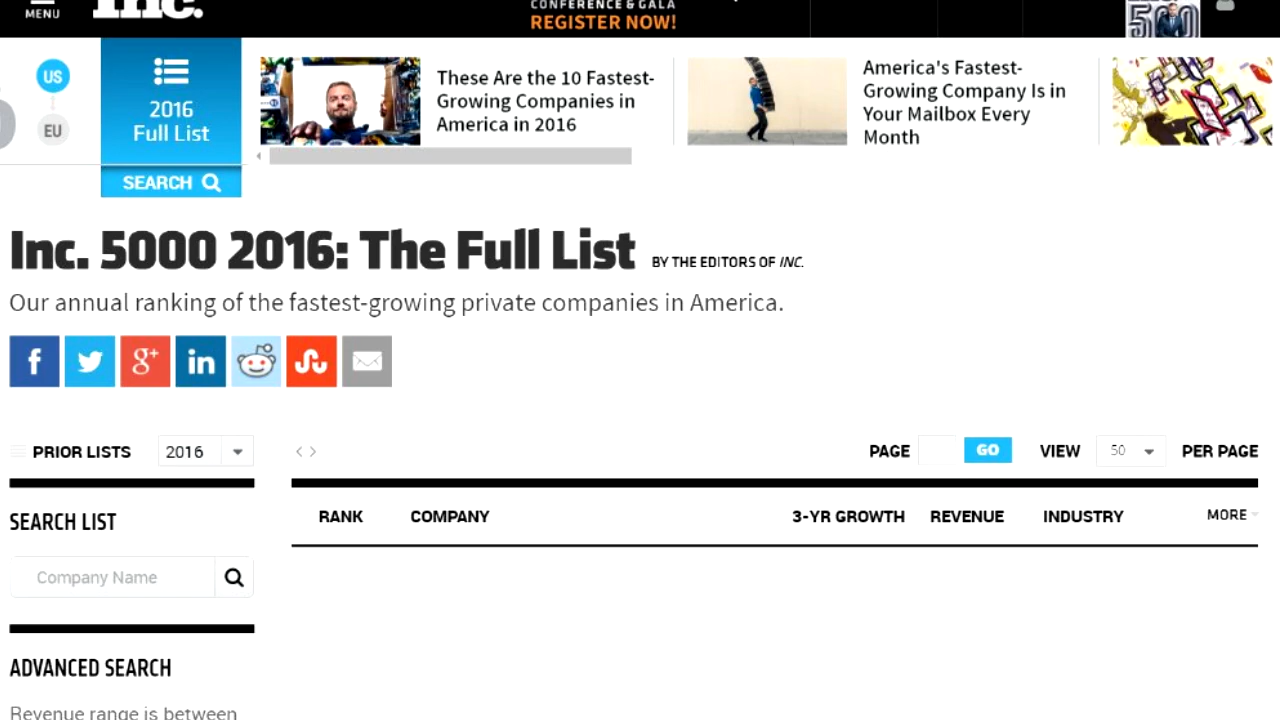 MENU
Inc.
CONFERENCE & GALA
REGISTER NOW!
500
US
EU
2016
Full List
SEARCH
These Are the 10 Fastest-
Growing Companies in
America in 2016
America's Fastest-
Growing Company Is in
Your Mailbox Every
Month
Inc. 5000 2016: The Full List BY THE EDITORS OF INC.
Our annual ranking of the fastest-growing private companies in America.
f
g+
in
PRIOR LISTS 2016
< > PAGE GO VIEW 50 PER PAGE
SEARCH LIST
RANK COMPANY 3-YR GROWTH REVENUE INDUSTRY MORE
Company Name
ADVANCED SEARCH
Revenue range is between